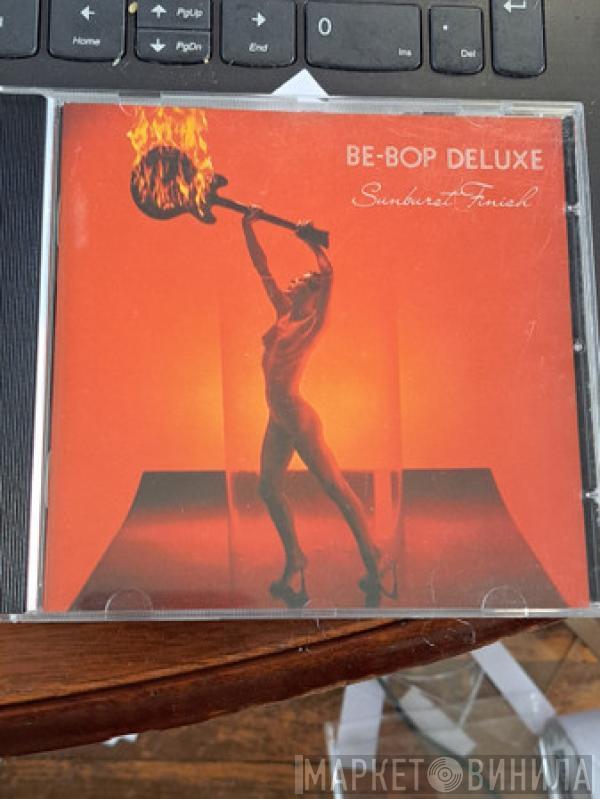 PgUp
Home
PgDn
End
0
Ins
.
Del
BE-BOP DELUXE
Sunburst Finish
МАРКЕТ ВИНИЛА